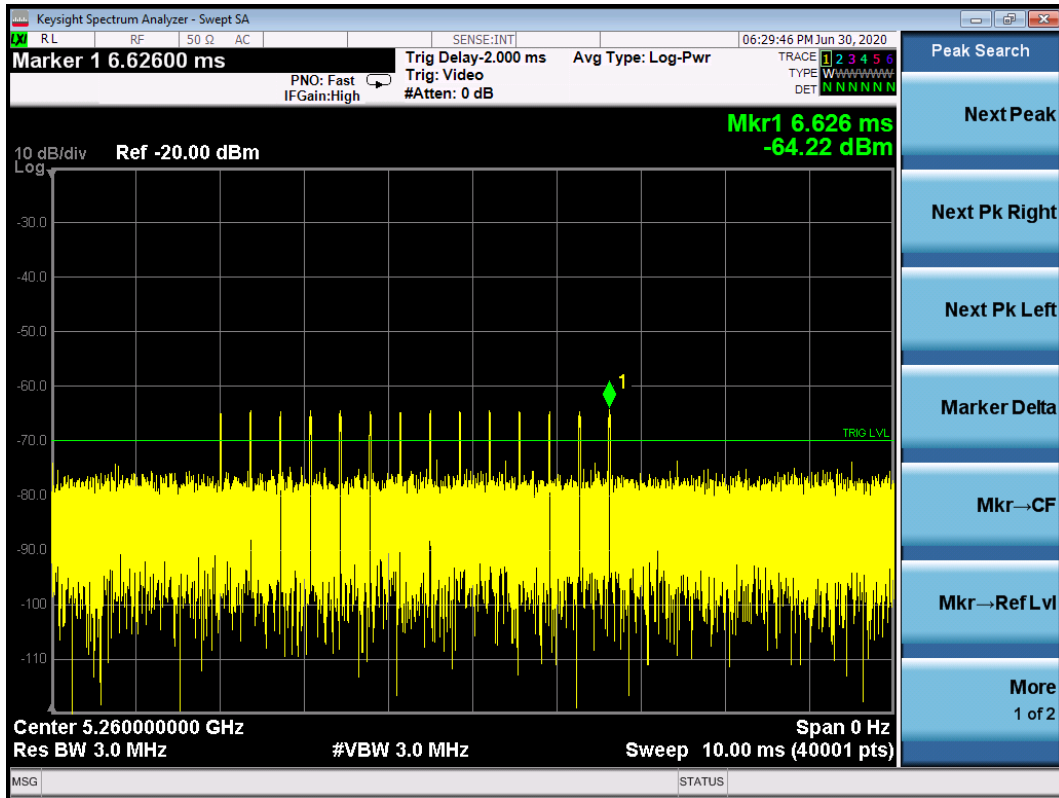 Keysight Spectrum Analyzer - Swept SA
LXI RL RF 50 Ω AC SENSE:INT 06:29:46 PM Jun 30, 2020
Marker 1 6.62600 ms
PNO: Fast
IFGain:High
Trig Delay-2.000 ms
Trig: Video
#Atten: 0 dB
Avg Type: Log-Pwr
TRACE 1 2 3 4 5 6
TYPE WWWWWWW
DET N N N N N N
Mkr1 6.626 ms
-64.22 dBm
10 dB/div Ref -20.00 dBm
Log
-30.0
-40.0
-50.0
-60.0
1
-70.0
TRIG LVL
-80.0
-90.0
-100
-110
Center 5.260000000 GHz Span 0 Hz
Res BW 3.0 MHz #VBW 3.0 MHz Sweep 10.00 ms (40001 pts)
MSG STATUS
Peak Search
Next Peak
Next Pk Right
Next Pk Left
Marker Delta
Mkr→CF
Mkr→Ref Lvl
More
1 of 2